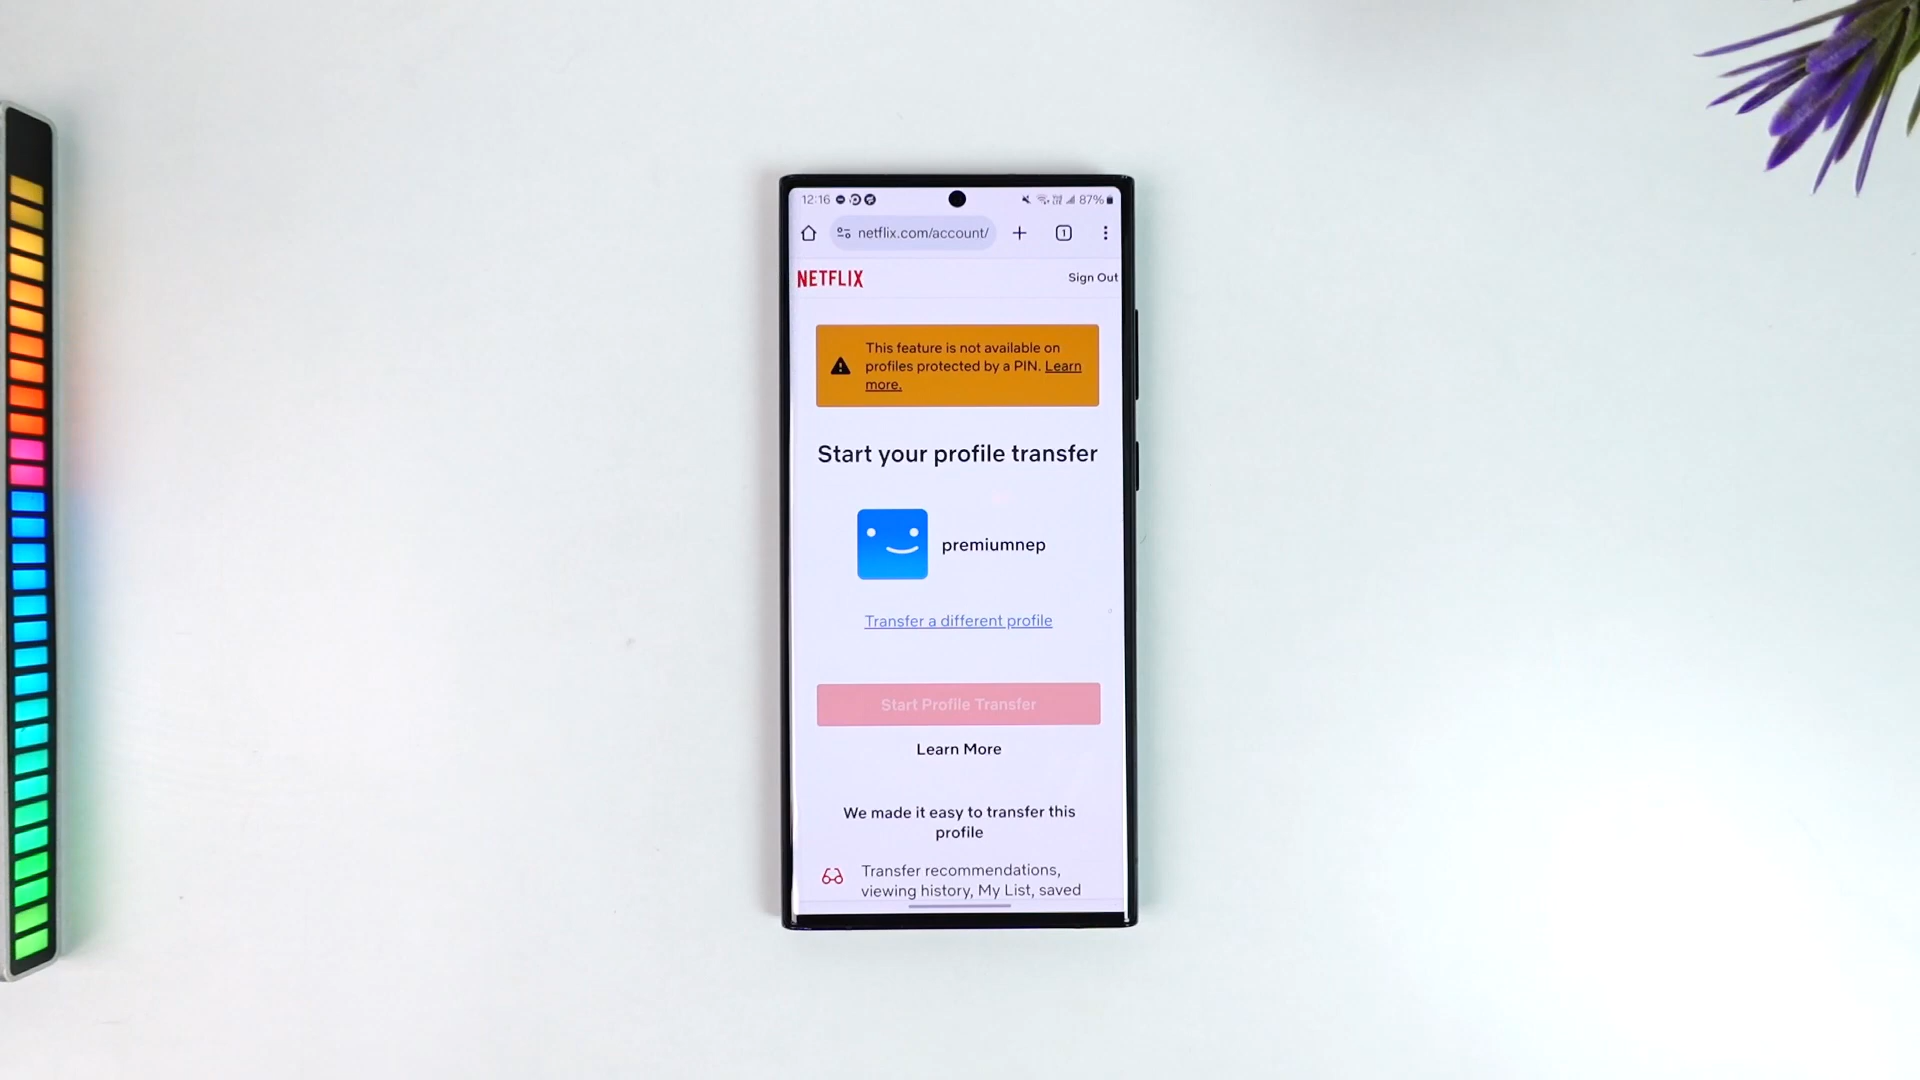 12:16
87%
netflix.com/account/
1
NETFLIX
Sign Out
This feature is not available on
profiles protected by a PIN. Learn
more.
Start your profile transfer
premiumnep
Transfer a different profile
Start Profile Transfer
Learn More
We made it easy to transfer this
profile
Transfer recommendations,
viewing history, My List, saved